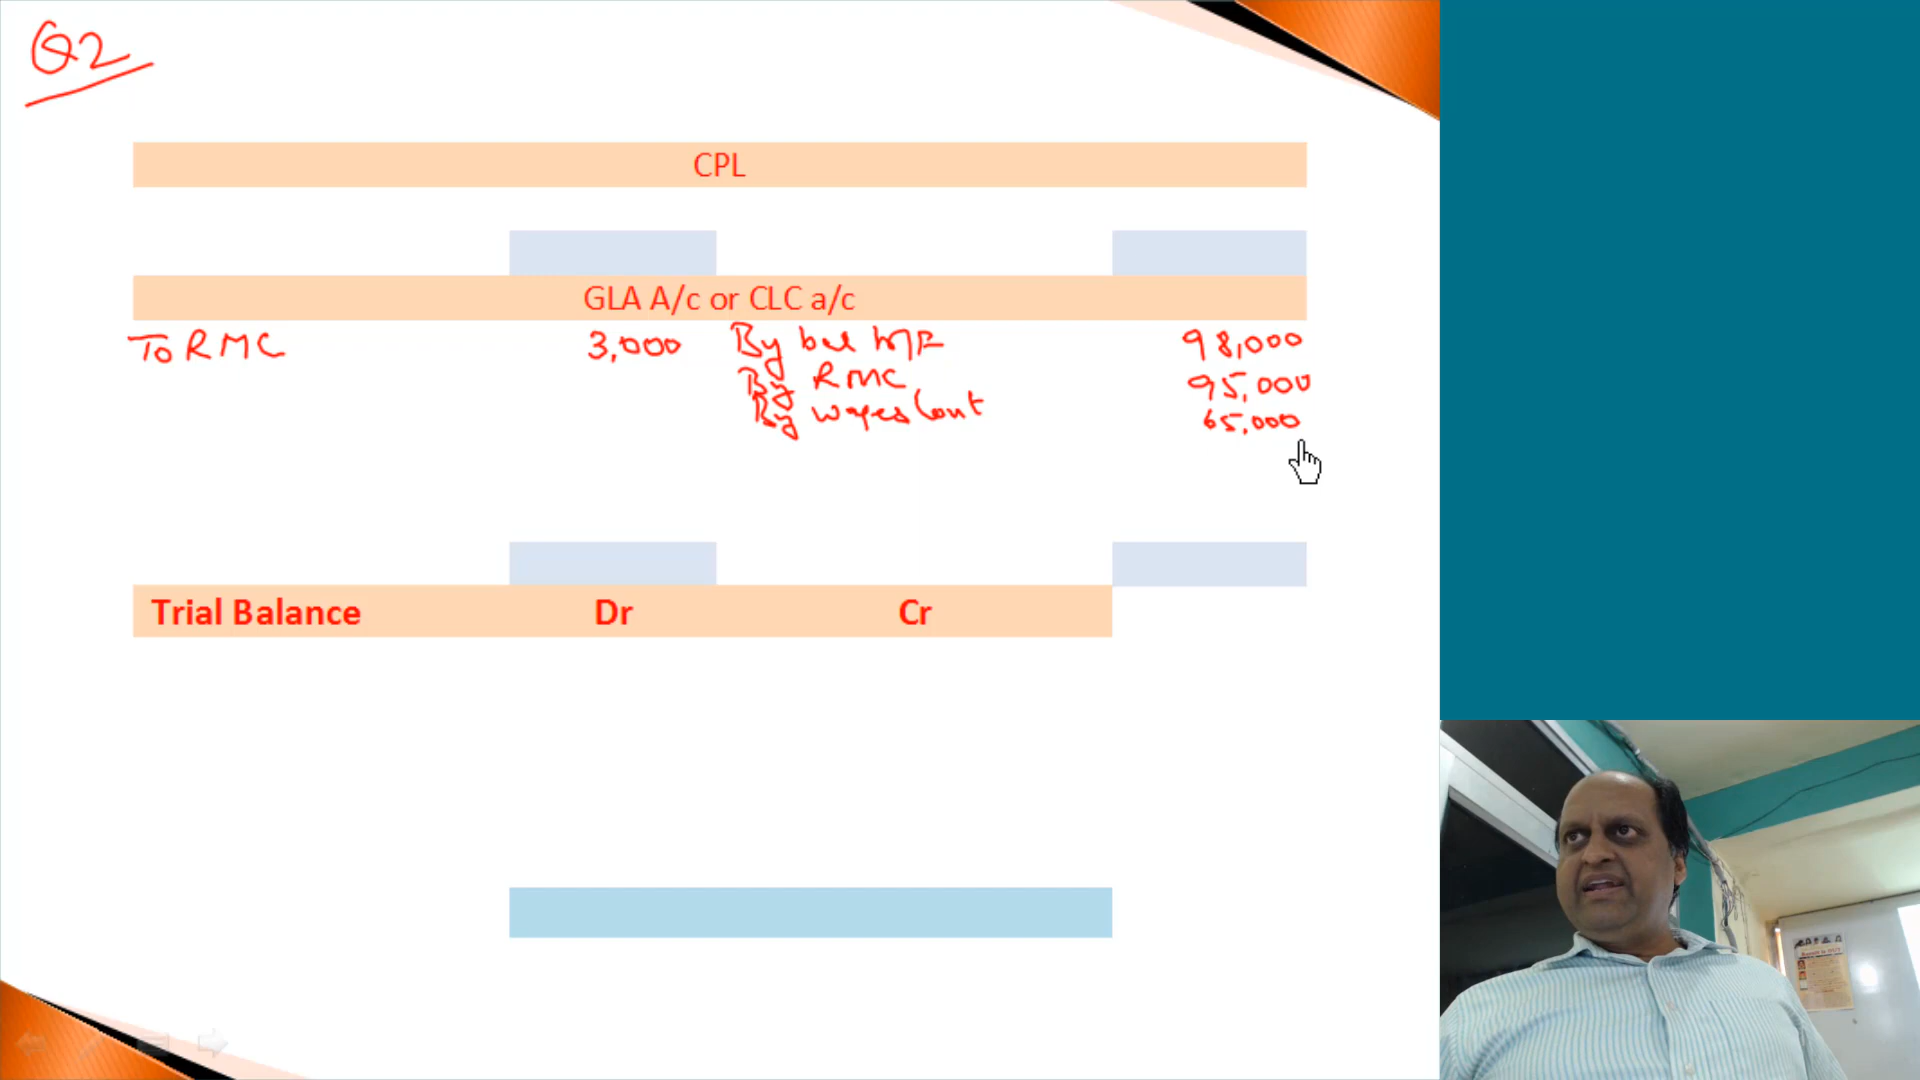 Q2
CPL
GLA A/c or CLC a/c
To RMC 3,000 By bal b/f 98,000
By RMC 95,000
By wages Cont 65,000
Trial Balance Dr Cr